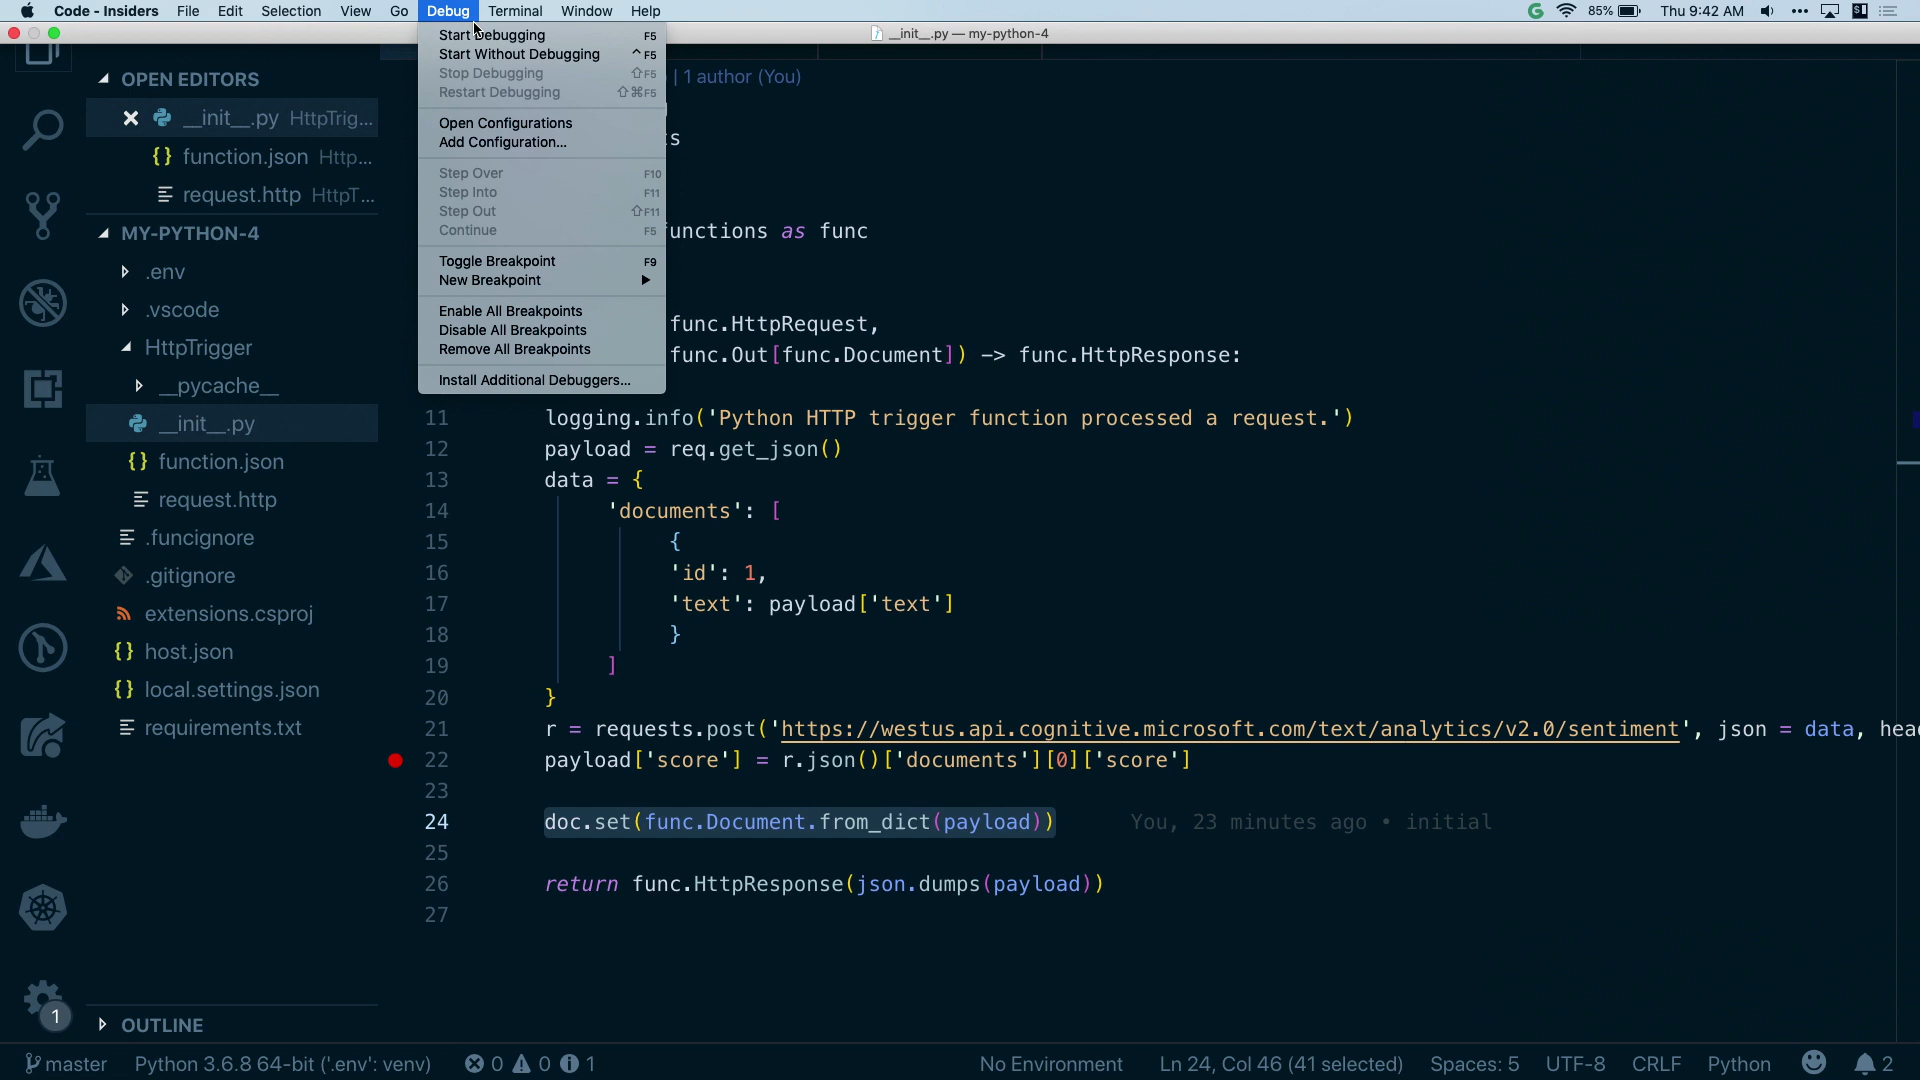 Code - Insiders File Edit Selection View Go Debug Terminal Window Help 85% Thu 9:42 AM
__init__.py — my-python-4
Start Debugging F5
Start Without Debugging ^F5
Stop Debugging ⇧F5
Restart Debugging ⇧⌘F5
Open Configurations
Add Configuration...
Step Over F10
Step Into F11
Step Out ⇧F11
Continue F5
Toggle Breakpoint F9
New Breakpoint
Enable All Breakpoints
Disable All Breakpoints
Remove All Breakpoints
Install Additional Debuggers...
OPEN EDITORS
__init__.py HttpTrig...
function.json Http...
request.http HttpT...
MY-PYTHON-4
.env
.vscode
HttpTrigger
__pycache__
__init__.py
function.json
request.http
.funcignore
.gitignore
extensions.csproj
host.json
local.settings.json
requirements.txt
OUTLINE
1
| 1 author (You)
s
unctions as func
func.HttpRequest,
func.Out[func.Document]) -> func.HttpResponse:
11 logging.info('Python HTTP trigger function processed a request.')
12 payload = req.get_json()
13 data = {
14 'documents': [
15 {
16 'id': 1,
17 'text': payload['text']
18 }
19 ]
20 }
21 r = requests.post('https://westus.api.cognitive.microsoft.com/text/analytics/v2.0/sentiment', json = data, hea
22 payload['score'] = r.json()['documents'][0]['score']
23
24 doc.set(func.Document.from_dict(payload)) You, 23 minutes ago • initial
25
26 return func.HttpResponse(json.dumps(payload))
27
master Python 3.6.8 64-bit ('.env': venv) 0 0 1 No Environment Ln 24, Col 46 (41 selected) Spaces: 5 UTF-8 CRLF Python 2